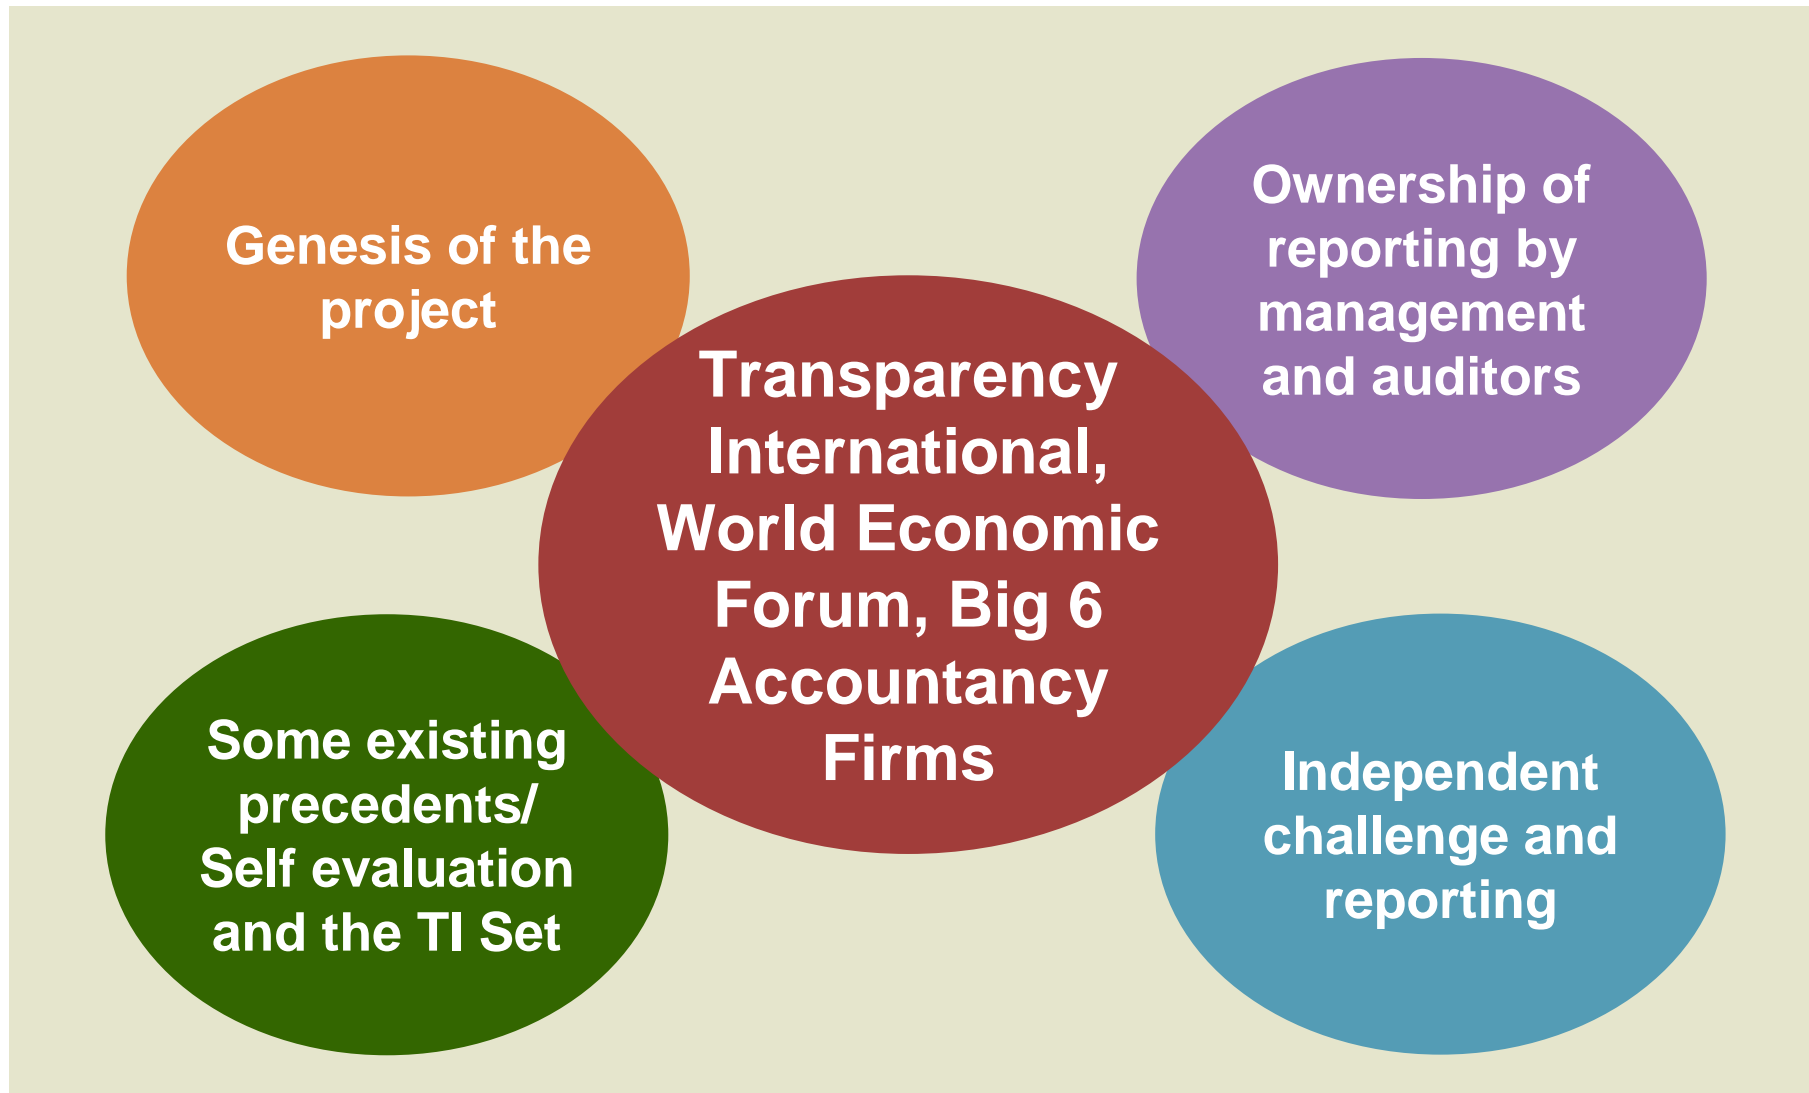 Genesis of the
project
Ownership of
reporting by
management
and auditors
Transparency
International,
World Economic
Forum, Big 6
Accountancy
Firms
Some existing
precedents/
Self evaluation
and the TI Set
Independent
challenge and
reporting